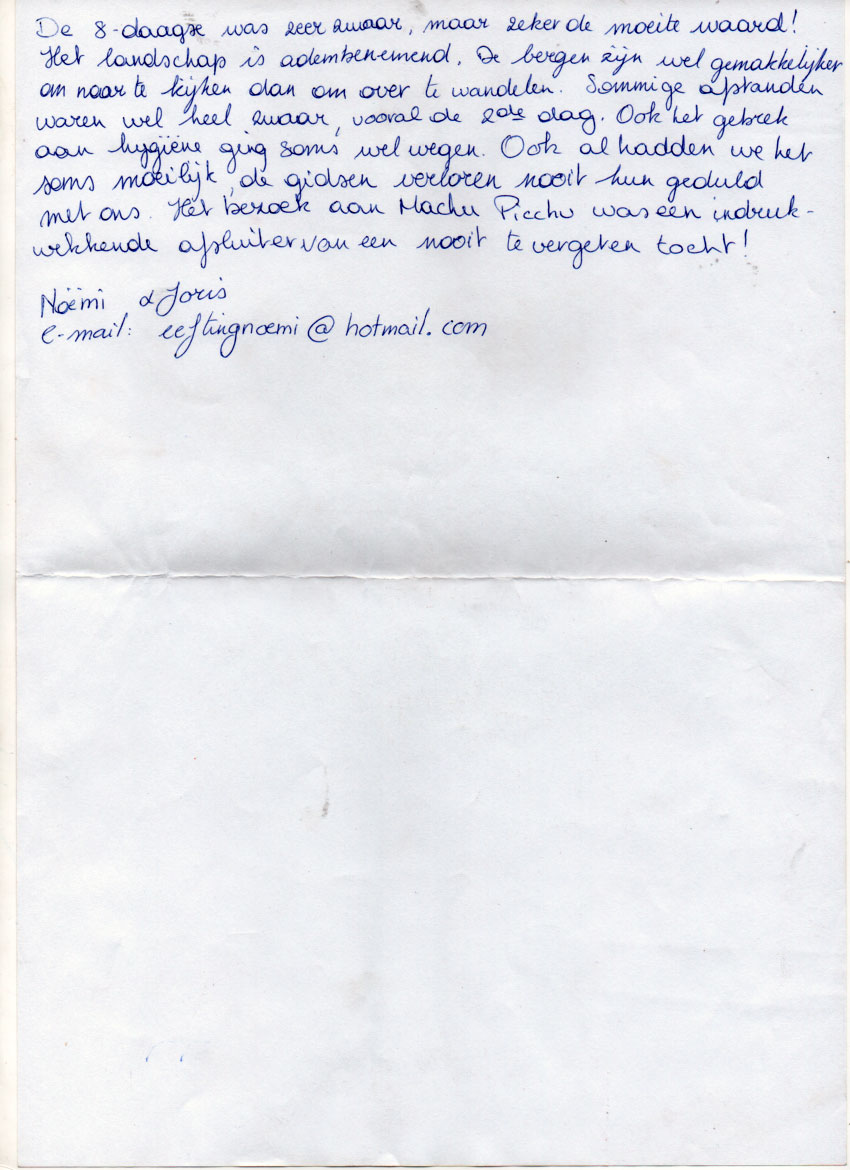 De 8-daagse was zeer zwaar, maar zeker de moeite waard!
Het landschap is adembenemend. De bergen zijn wel gemakkelijker
om naar te kijken dan om over te wandelen. Sommige afstanden
waren wel heel zwaar, vooral de 2de dag. Ook het gebrek
aan hygiëne ging soms wel wegen. Ook al hadden we het
soms moeilijk, de gidsen verloren nooit hun geduld
met ons. Het bezoek aan Machu Picchu was een indruk-
wekkende afsluiter van een nooit te vergeten tocht!
Noëmi & Joris
e-mail: eeftingnoemi@hotmail.com